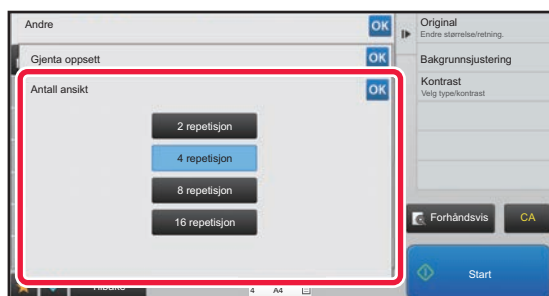 Andre
OK
Gjenta oppsett
OK
Antall ansikt
OK
2 repetisjon
4 repetisjon
8 repetisjon
16 repetisjon
Tilbake
4 A4
Original
Endre størrelse/retning.
Bakgrunnsjustering
Kontrast
Velg type/kontrast
Forhåndsvis
CA
Start